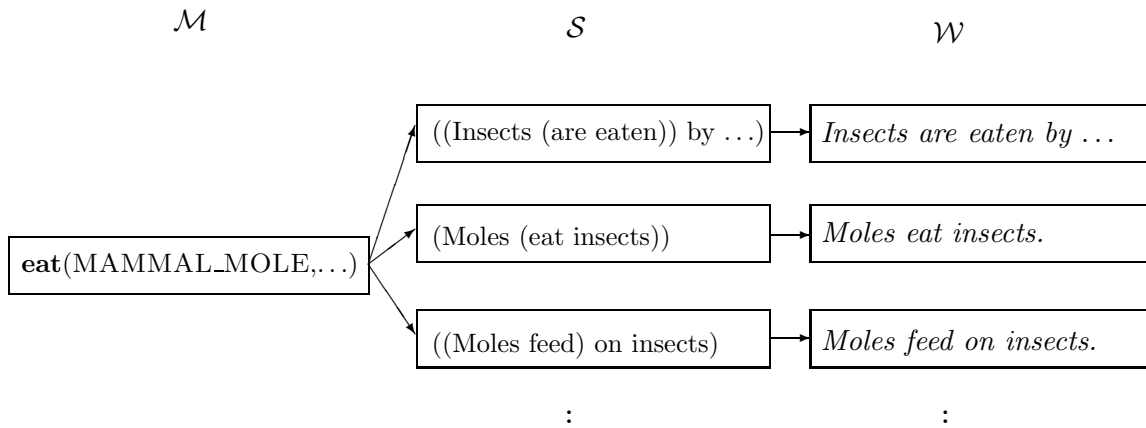 ℳ 𝒮 𝒲
((Insects (are eaten)) by …) Insects are eaten by …
(Moles (eat insects)) Moles eat insects.
eat(MAMMAL_MOLE,…)
((Moles feed) on insects) Moles feed on insects.
: :